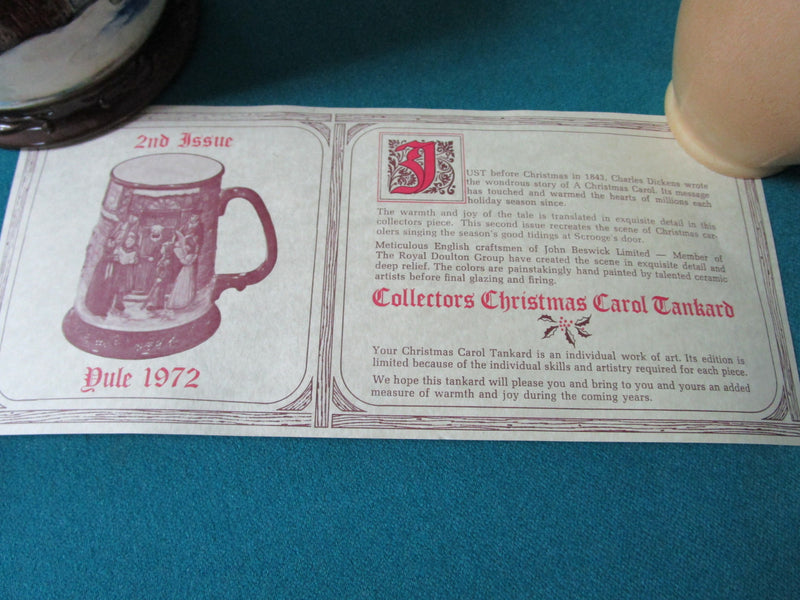 2nd Issue
Yule 1972
JUST before Christmas in 1843, Charles Dickens wrote
the wondrous story of A Christmas Carol. Its message
has touched and warmed the hearts of millions each
holiday season since.
The warmth and joy of the tale is translated in exquisite detail in this
collectors piece. This second issue recreates the scene of Christmas car-
olers singing the season's good tidings at Scrooge's door.
Meticulous English craftsmen of John Beswick Limited — Member of
The Royal Doulton Group have created the scene in exquisite detail and
deep relief. The colors are painstakingly hand painted by talented ceramic
artists before final glazing and firing.
Collectors Christmas Carol Tankard
Your Christmas Carol Tankard is an individual work of art. Its edition is
limited because of the individual skills and artistry required for each piece.
We hope this tankard will please you and bring to you and yours an added
measure of warmth and joy during the coming years.